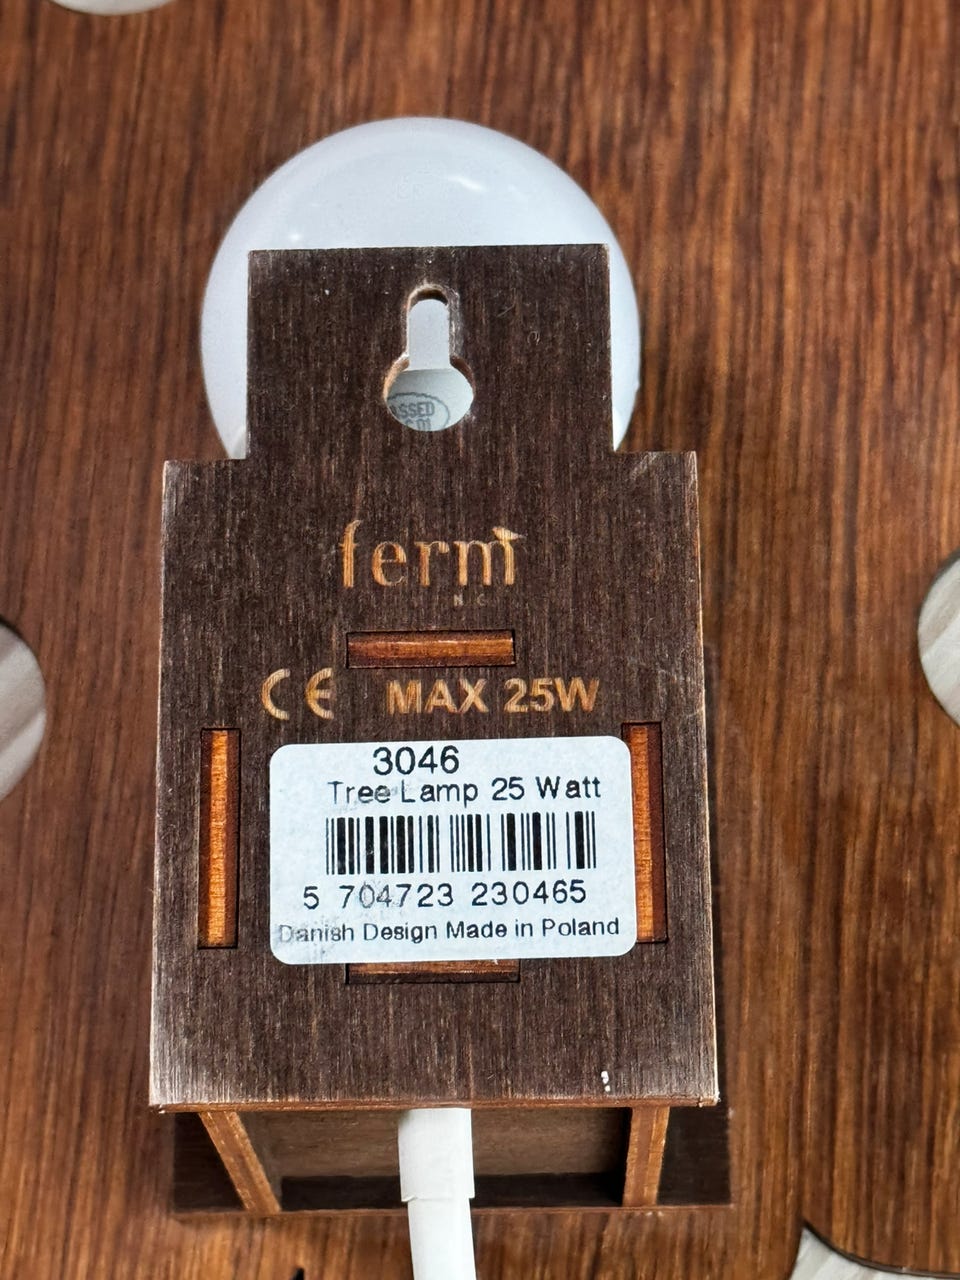 ferm
CE MAX 25W
3046
Tree Lamp 25 Watt
5 704723 230465
Danish Design Made in Poland